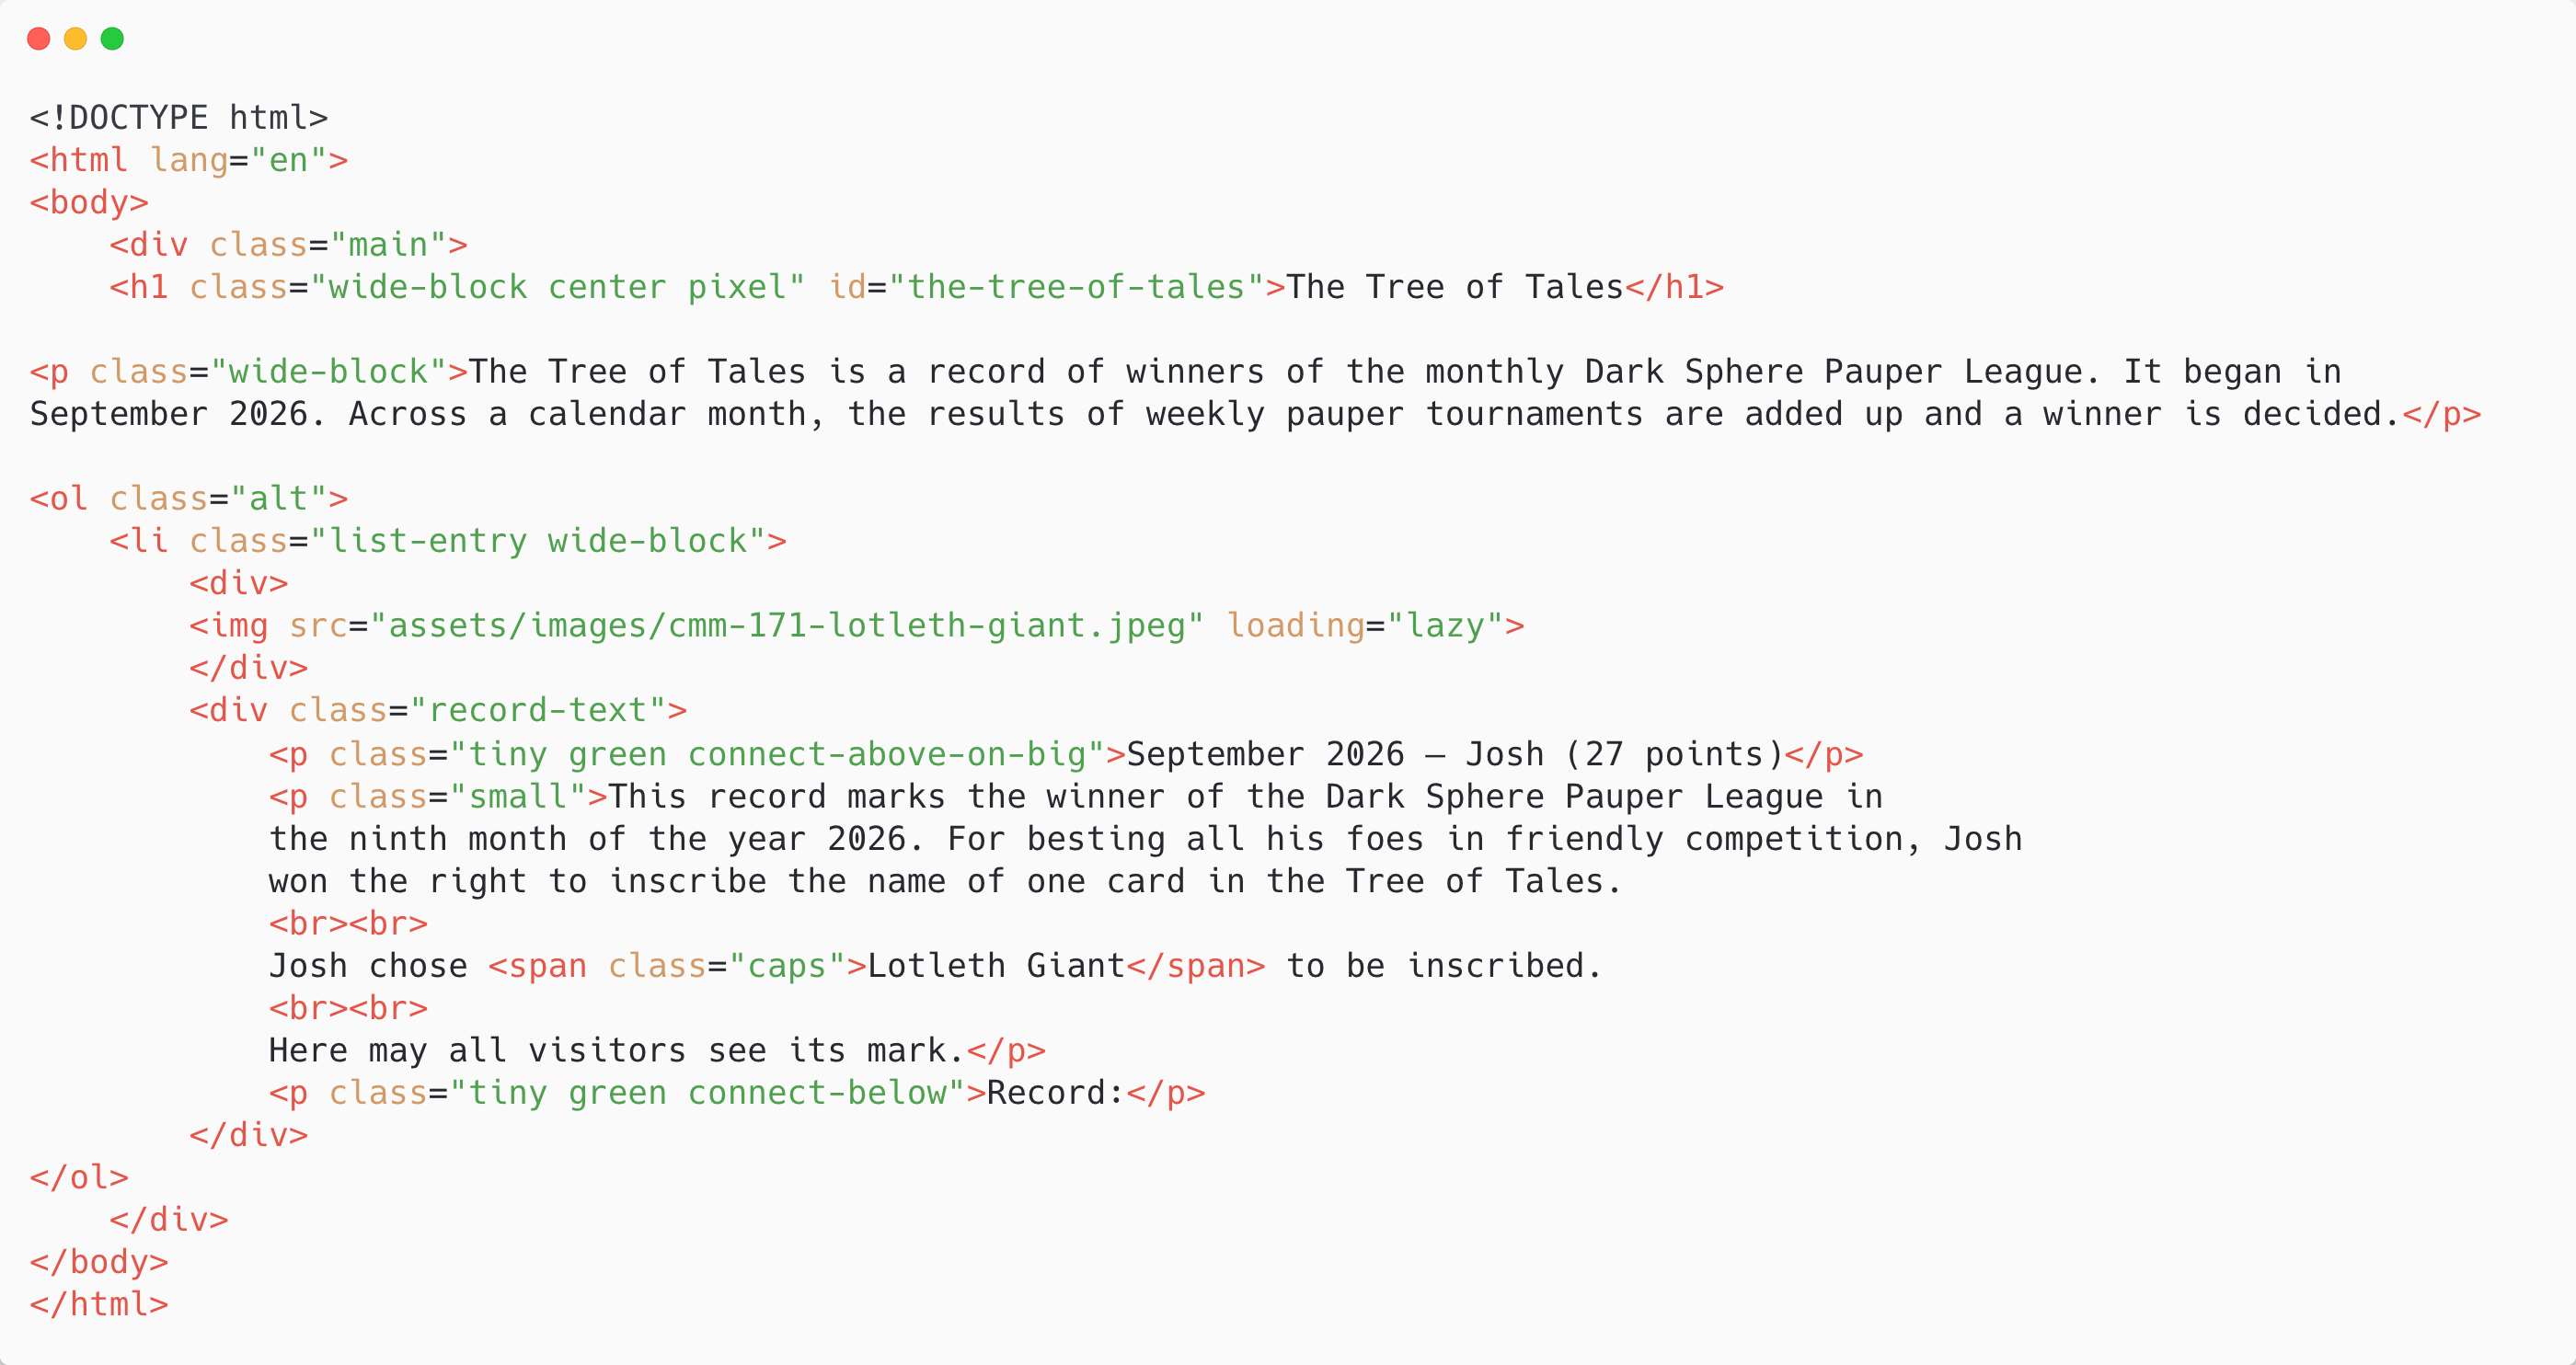 <!DOCTYPE html>
<html lang="en">
<body>
    <div class="main">
    <h1 class="wide-block center pixel" id="the-tree-of-tales">The Tree of Tales</h1>

<p class="wide-block">The Tree of Tales is a record of winners of the monthly Dark Sphere Pauper League. It began in
September 2026. Across a calendar month, the results of weekly pauper tournaments are added up and a winner is decided.</p>

<ol class="alt">
    <li class="list-entry wide-block">
        <div>
        <img src="assets/images/cmm-171-lotleth-giant.jpeg" loading="lazy">
        </div>
        <div class="record-text">
            <p class="tiny green connect-above-on-big">September 2026 – Josh (27 points)</p>
            <p class="small">This record marks the winner of the Dark Sphere Pauper League in
            the ninth month of the year 2026. For besting all his foes in friendly competition, Josh
            won the right to inscribe the name of one card in the Tree of Tales.
            <br><br>
            Josh chose <span class="caps">Lotleth Giant</span> to be inscribed.
            <br><br>
            Here may all visitors see its mark.</p>
            <p class="tiny green connect-below">Record:</p>
        </div>
</ol>
    </div>
</body>
</html>